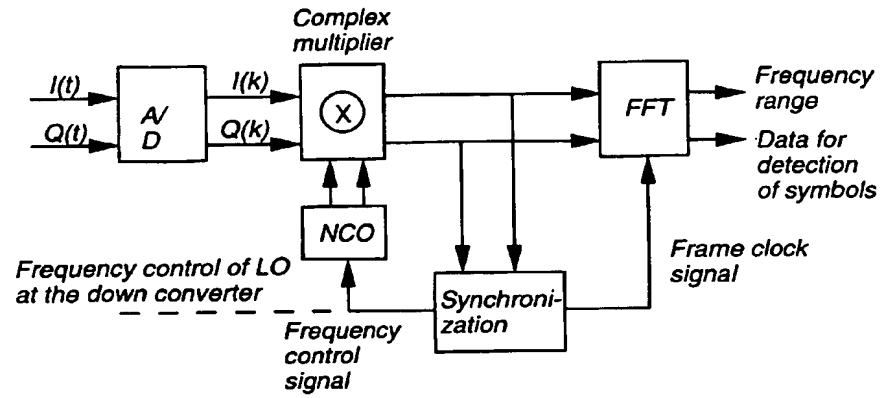 Complex
multiplier
I(t)
Q(t)
A/
D
I(k)
Q(k)
X
FFT
Frequency
range
Data for
detection
of symbols
NCO
Frame clock
signal
Frequency control of LO
at the down converter
Synchroni-
zation
Frequency
control
signal